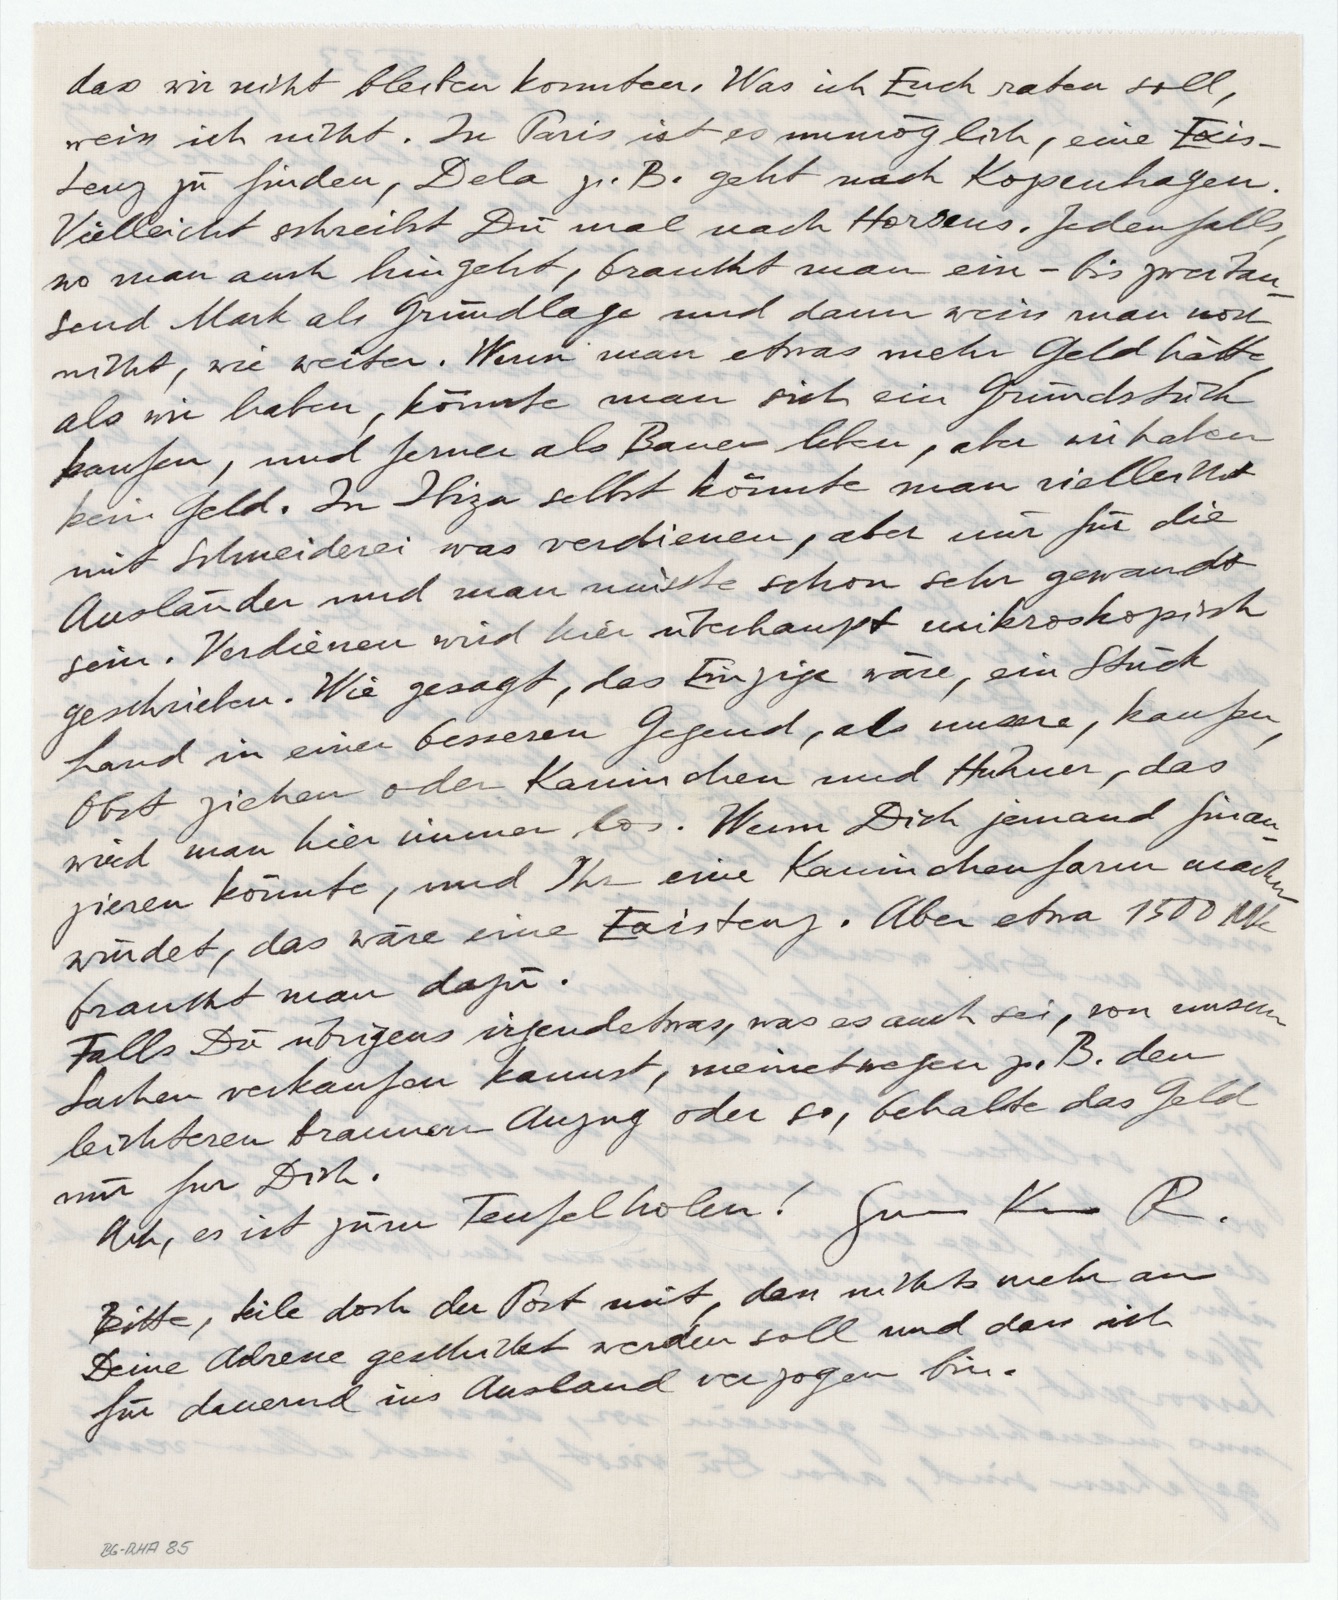 dass wir nicht bleiben konnten. Was ich Euch raten soll,
weiss ich nicht. In Paris ist es unmöglich, eine Exis-
tenz zu finden, Dela z. B. geht nach Kopenhagen.
Vielleicht schreibst Du mal nach Horsens. Jedenfalls,
wo man auch hingeht, braucht man ein- bis zweitau-
send Mark als Grundlage und dann weiss man noch
nicht, wie weiter. Wenn man etwas mehr Geld hätte,
als wir haben, könnte man sich ein Grundstück
kaufen, und ferner als Bauer leben, aber wir haben
kein Geld. In Ibiza selbst könnte man vielleicht
mit Schneiderei was verdienen, aber nur für die
Ausländer und man müsste schon sehr gewandt
sein. Verdienen wird hier überhaupt mikroskopisch
geschrieben. Wie gesagt, das Einzige wäre, ein Stück
Land in einer besseren Gegend, als unsere, kaufen,
Obst ziehen oder Kaninchen und Hühner, das
wird man hier immer los. Wenn Dich jemand finan-
zieren könnte, und Ihr eine Kaninchenfarm machen
würdet, das wäre eine Existenz. Aber etwa 1500 Mk
braucht man dazu.
Falls Du übrigens irgendetwas, was es auch sei, von unsern
Sachen verkaufen kannst, meinetwegen z. B. den
leichteren braunen Anzug oder so, behalte das Geld
nur für Dich.
Ach, es ist zum Teufelholen! Gruss Kuss R.
Bitte, teile doch der Post mit, dass nichts mehr an
Deine Adresse geschickt werden soll und dass ich
für dauernd ins Ausland verzogen bin.
BG-RHA 85